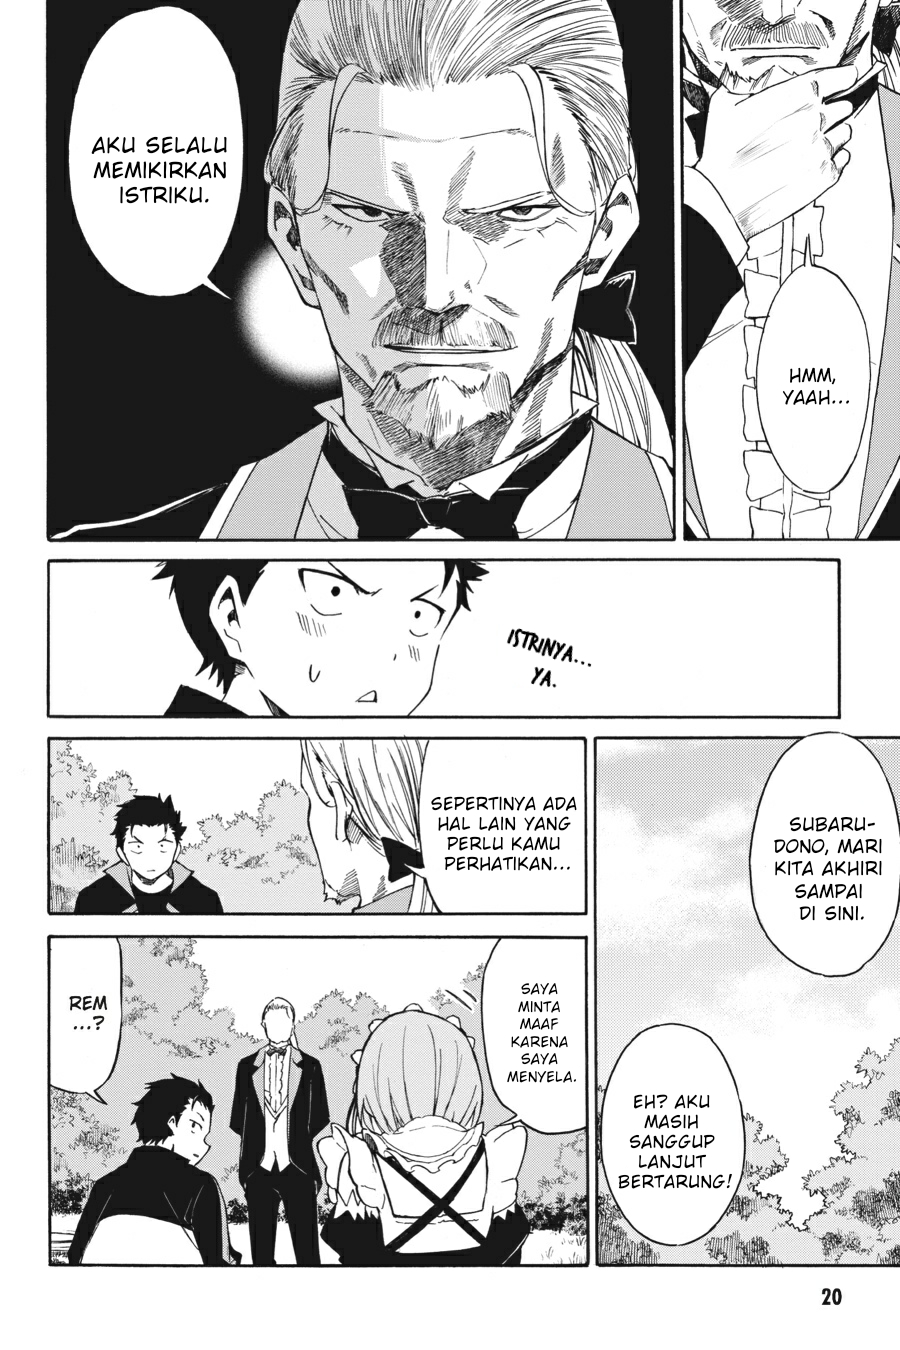 HMM,
YAAH...
AKU SELALU
MEMIKIRKAN
ISTRIKU.
ISTRINYA...
YA.
SUBARU-
DONO, MARI
KITA AKHIRI
SAMPAI
DI SINI.
EH? AKU
MASIH
SANGGUP
LANJUT
BERTARUNG!
SEPERTINYA ADA
HAL LAIN YANG
PERLU KAMU
PERHATIKAN...
SAYA
MINTA
MAAF
KARENA
SAYA
MENYELA.
REM
...?
20